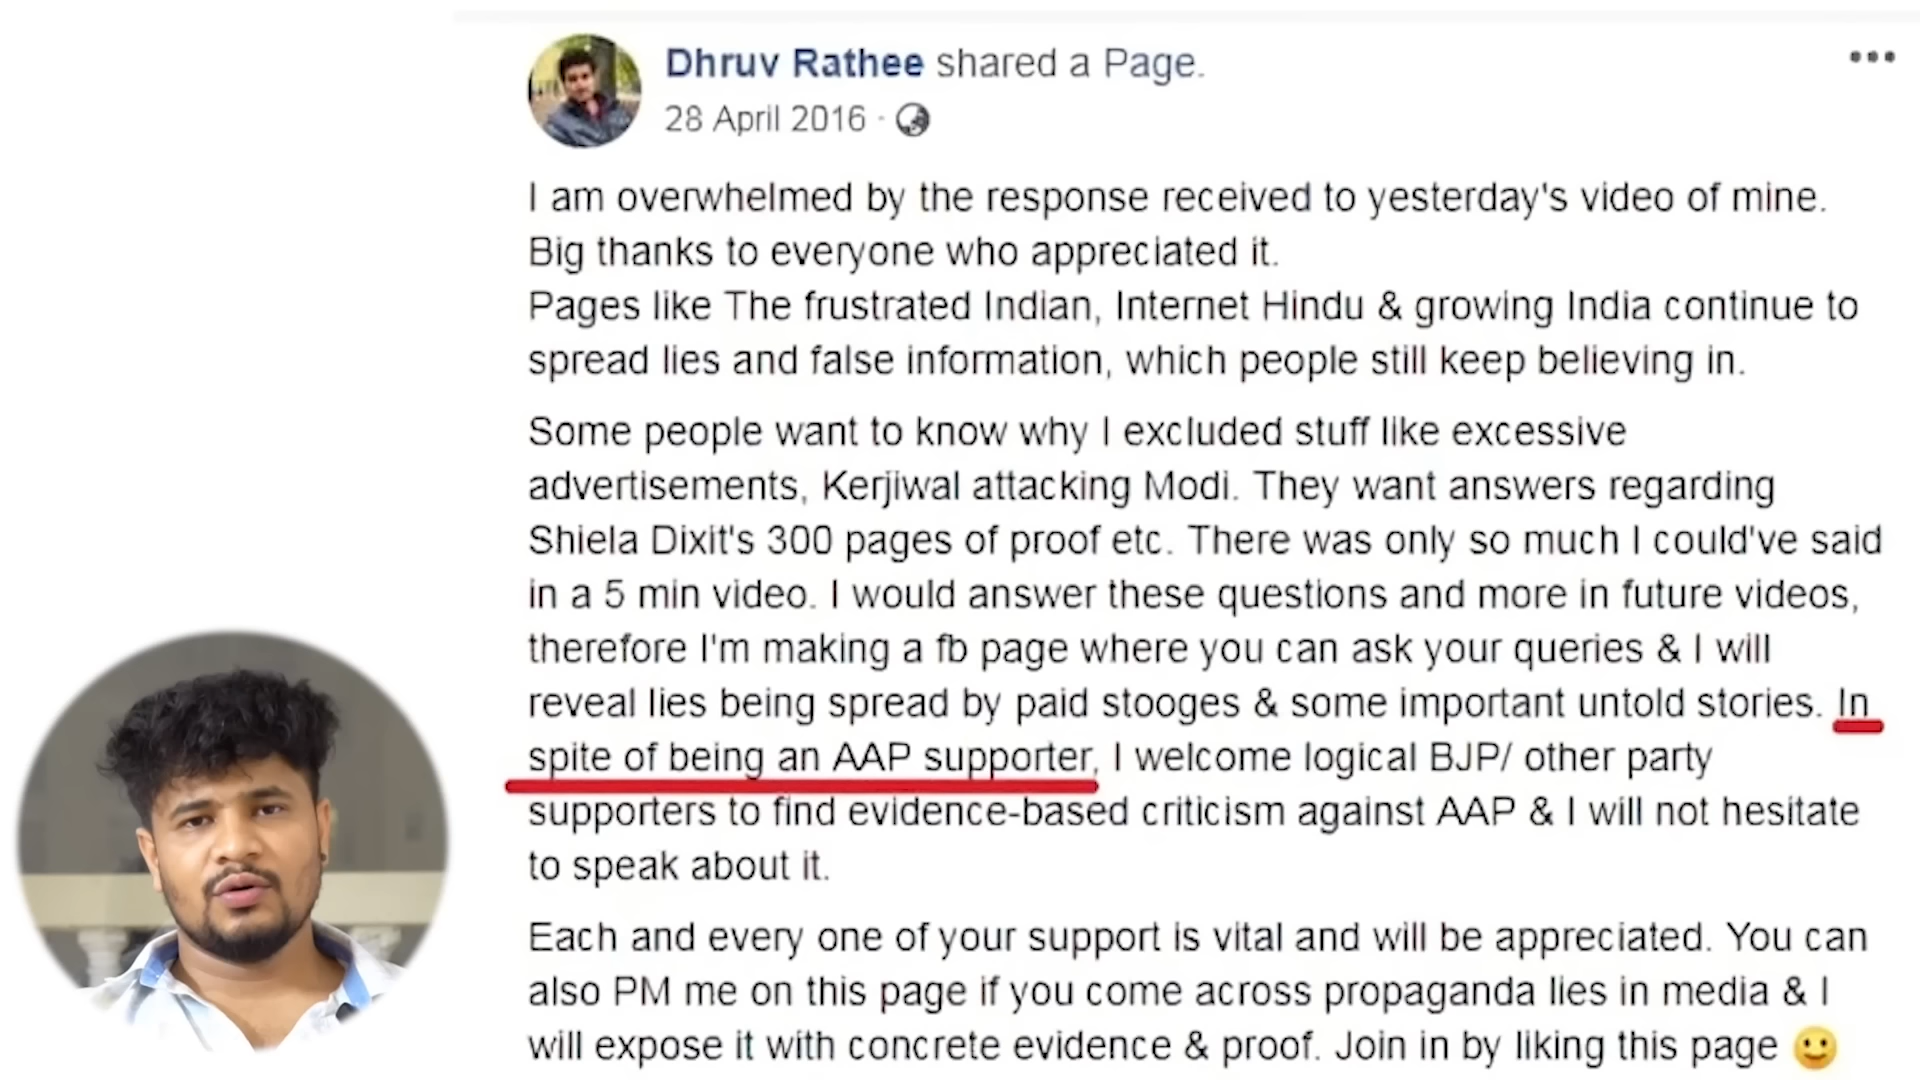 Dhruv Rathee shared a Page.
28 April 2016 ·
I am overwhelmed by the response received to yesterday's video of mine.
Big thanks to everyone who appreciated it.
Pages like The frustrated Indian, Internet Hindu & growing India continue to
spread lies and false information, which people still keep believing in.
Some people want to know why I excluded stuff like excessive
advertisements, Kerjiwal attacking Modi. They want answers regarding
Shiela Dixit's 300 pages of proof etc. There was only so much I could've said
in a 5 min video. I would answer these questions and more in future videos,
therefore I'm making a fb page where you can ask your queries & I will
reveal lies being spread by paid stooges & some important untold stories. In
spite of being an AAP supporter, I welcome logical BJP/ other party
supporters to find evidence-based criticism against AAP & I will not hesitate
to speak about it.
Each and every one of your support is vital and will be appreciated. You can
also PM me on this page if you come across propaganda lies in media & I
will expose it with concrete evidence & proof. Join in by liking this page 🙂